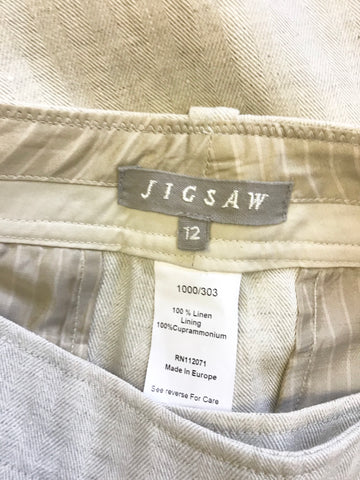 JIGSAW
12
1000/303
100 % Linen
Lining
100%Cuprammonium
RN112071
Made In Europe
See reverse For Care